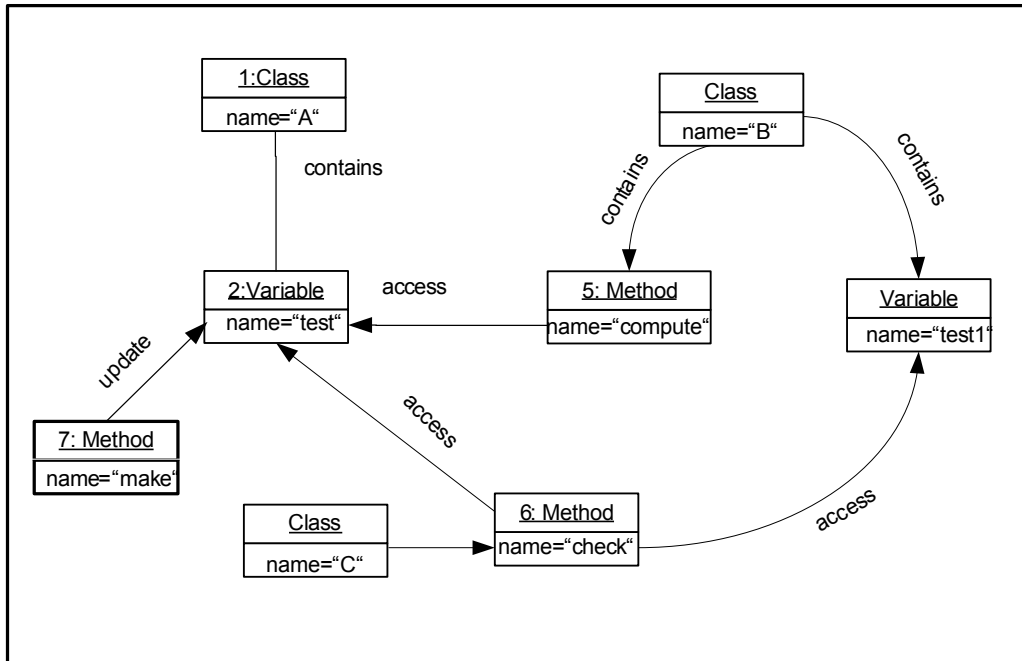 1:Class
name=“A“
contains
Class
name=“B“
contains
contains
2:Variable
name=“test“
access
5: Method
name=“compute“
Variable
name=“test1“
update
7: Method
name=“make“
access
Class
name=“C“
6: Method
name=“check“
access